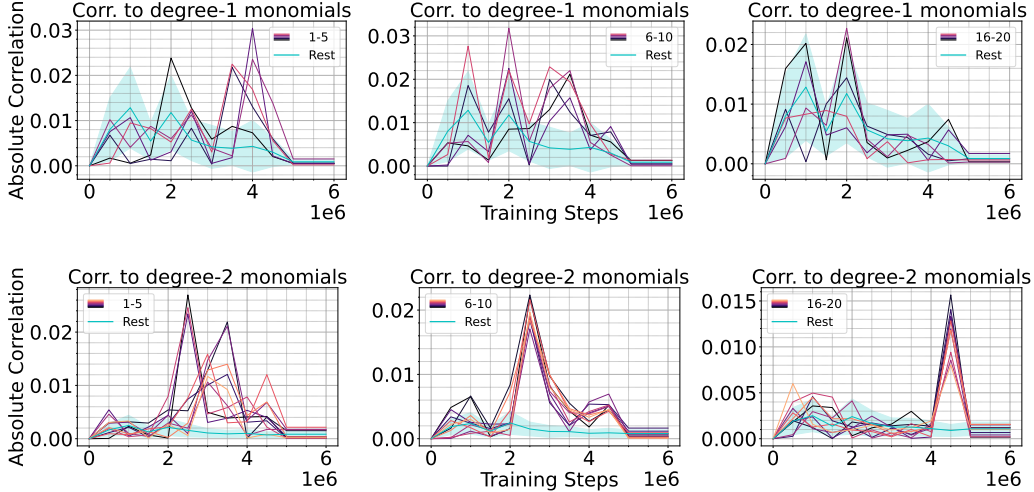 Corr. to degree-1 monomials
Corr. to degree-1 monomials
Corr. to degree-1 monomials
Absolute Correlation
0.03
0.02
0.01
0.00
1-5
Rest
0 2 4 6
1e6
0.03
0.02
0.01
0.00
6-10
Rest
0 2 4 6
1e6
Training Steps
0.02
0.01
0.00
16-20
Rest
0 2 4 6
1e6
Corr. to degree-2 monomials
Corr. to degree-2 monomials
Corr. to degree-2 monomials
Absolute Correlation
0.02
0.01
0.00
1-5
Rest
0 2 4 6
1e6
0.02
0.01
0.00
6-10
Rest
0 2 4 6
1e6
Training Steps
0.015
0.010
0.005
0.000
16-20
Rest
0 2 4 6
1e6